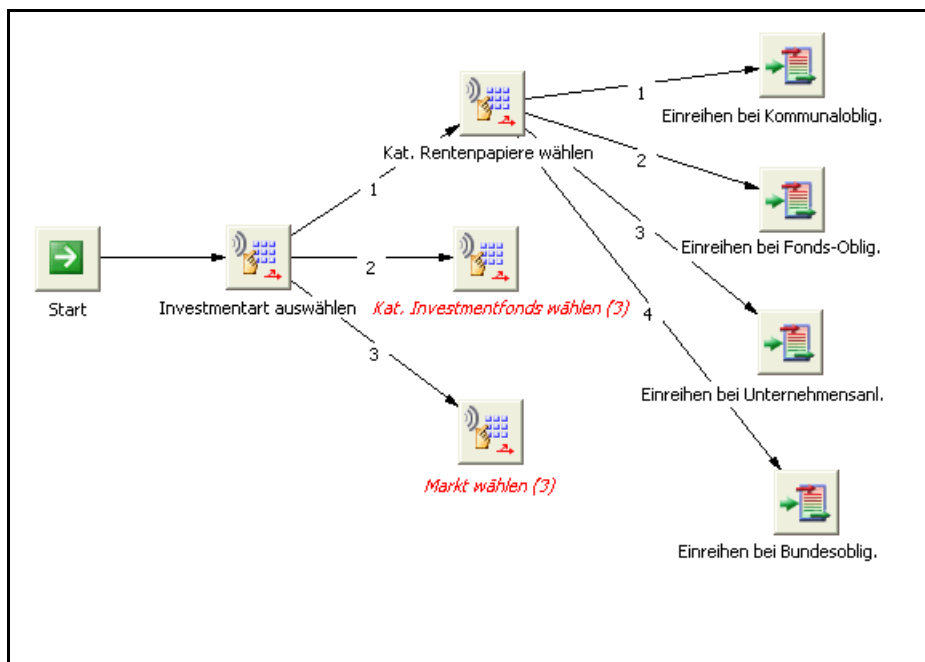 1
Einreihen bei Kommunaloblig.
Kat. Rentenpapiere wählen
2
1
Einreihen bei Fonds-Oblig.
3
2
Start
Investmentart auswählen
Kat. Investmentfonds wählen (3)
4
3
Einreihen bei Unternehmensanl.
Markt wählen (3)
Einreihen bei Bundesoblig.